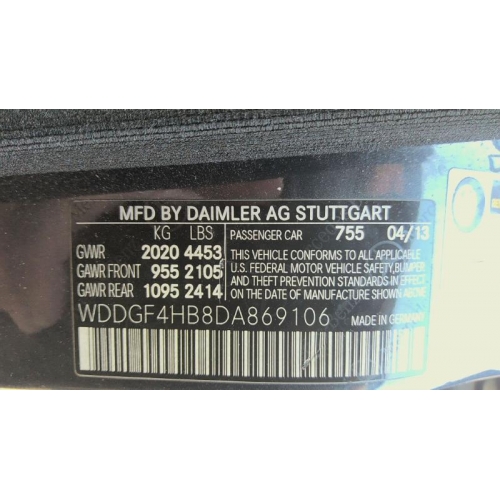 MFD BY DAIMLER AG STUTTGART
KG LBS PASSENGER CAR 755 04/13
GVWR 2020 4453 THIS VEHICLE CONFORMS TO ALL APPLICABLE
GAWR FRONT 955 2105 U.S. FEDERAL MOTOR VEHICLE SAFETY, BUMPER
GAWR REAR 1095 2414 AND THEFT PREVENTION STANDARDS IN EFFECT
ON THE DATE OF MANUFACTURE SHOWN ABOVE.
WDDGF4HB8DA869106
MADE IN GERMANY